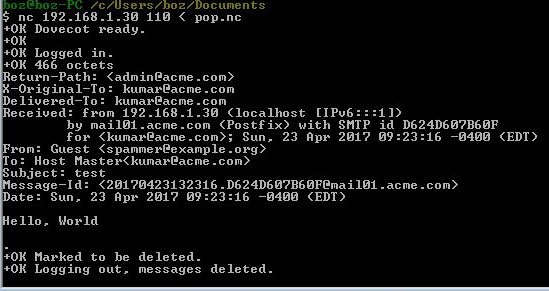 boz@boz-PC /c/Users/boz/Documents
$ nc 192.168.1.30 110 < pop.nc
+OK Dovecot ready.
+OK
+OK Logged in.
+OK 466 octets
Return-Path: <admin@acme.com>
X-Original-To: kumar@acme.com
Delivered-To: kumar@acme.com
Received: from 192.168.1.30 (localhost [IPv6:::1])
        by mail01.acme.com (Postfix) with SMTP id D624D607B60F
        for <kumar@acme.com>; Sun, 23 Apr 2017 09:23:16 -0400 (EDT)
From: Guest <spammer@example.org>
To: Host Master<kumar@acme.com>
Subject: test
Message-Id: <20170423132316.D624D607B60F@mail01.acme.com>
Date: Sun, 23 Apr 2017 09:23:16 -0400 (EDT)

Hello, World

.
+OK Marked to be deleted.
+OK Logging out, messages deleted.